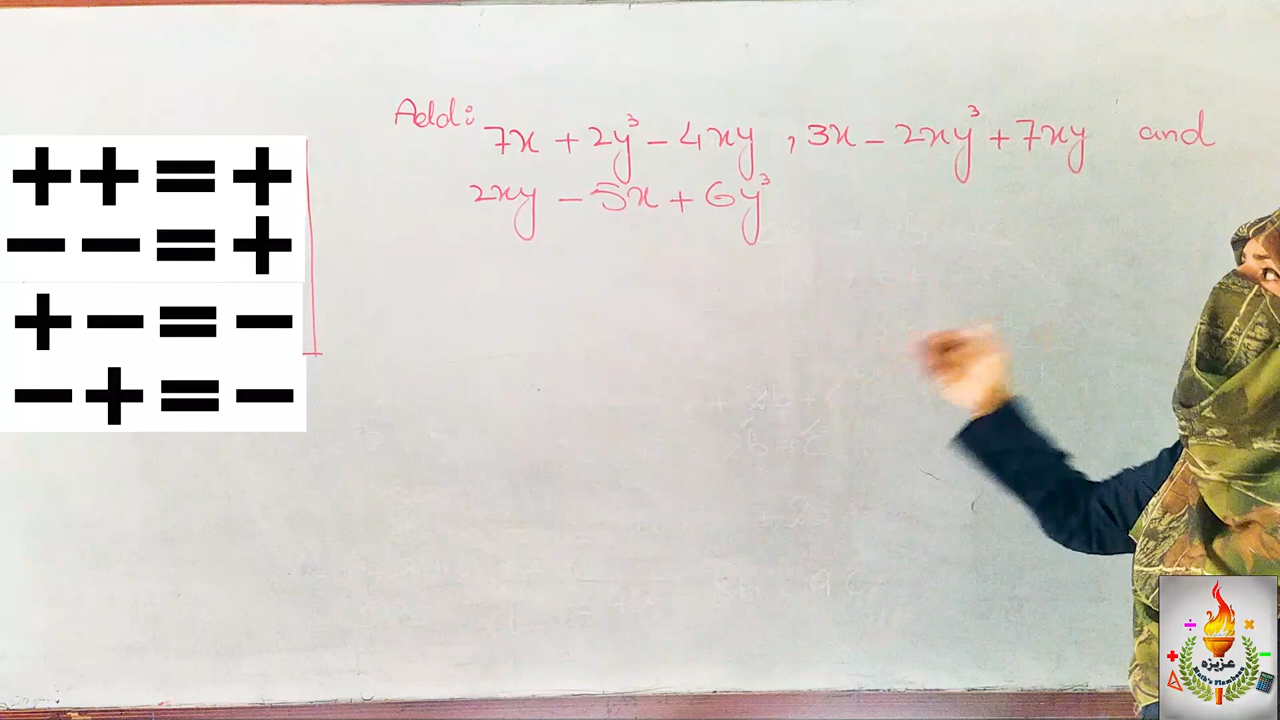 Add:
7x + 2y³ - 4xy , 3x - 2xy³ + 7xy and
2xy - 5x + 6y³
+ + = +
- - = +
+ - = -
- + = -
عزیزہ